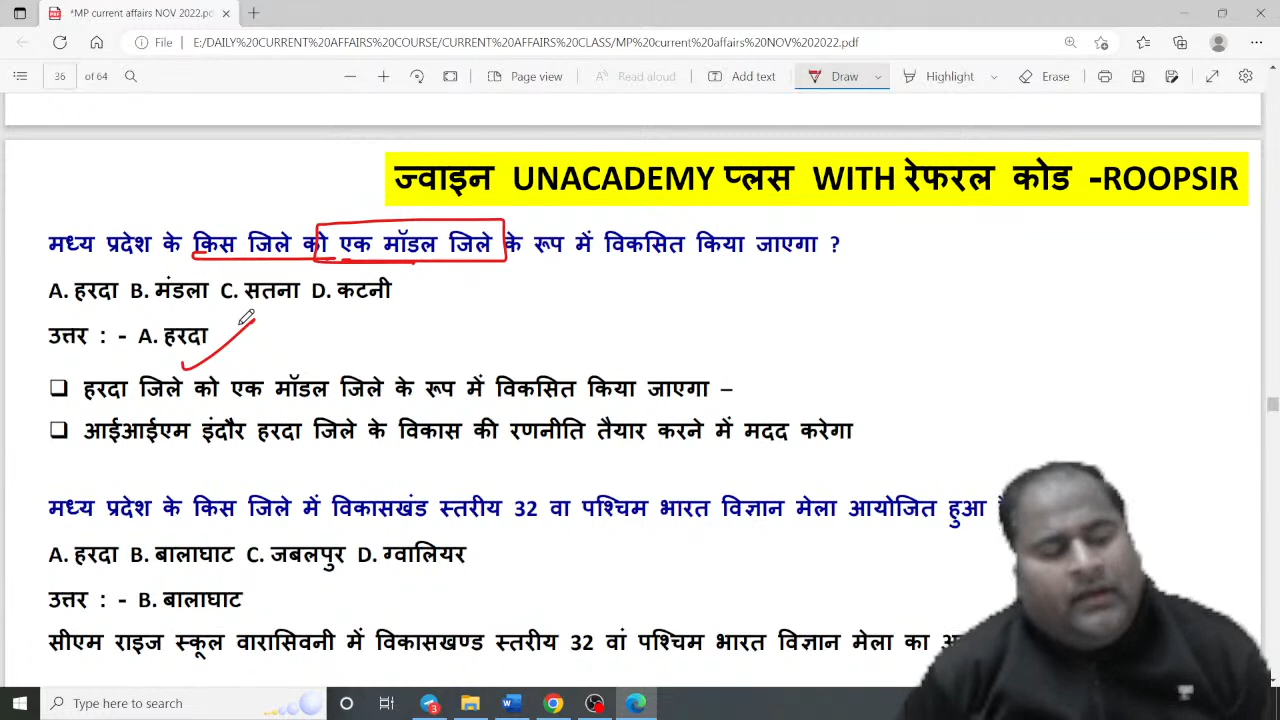 *MP current affairs NOV 2022.pd
File E:/DAILY%20CURRENT%20AFFAIRS%20COURSE/CURRENT%20AFFAIRS%20CLASS/MP%20current%20affairs%20NOV%202022.pdf
36 of 64 Page view Read aloud Add text Draw Highlight Erase
ज्वाइन UNACADEMY प्लस WITH रेफरल कोड -ROOPSIR
मध्य प्रदेश के किस जिले को एक मॉडल जिले के रूप में विकसित किया जाएगा ?
A. हरदा B. मंडला C. सतना D. कटनी
उत्तर : - A. हरदा
हरदा जिले को एक मॉडल जिले के रूप में विकसित किया जाएगा –
आईआईएम इंदौर हरदा जिले के विकास की रणनीति तैयार करने में मदद करेगा
मध्य प्रदेश के किस जिले में विकासखंड स्तरीय 32 वा पश्चिम भारत विज्ञान मेला आयोजित हुआ
A. हरदा B. बालाघाट C. जबलपुर D. ग्वालियर
उत्तर : - B. बालाघाट
सीएम राइज स्कूल वारासिवनी में विकासखण्ड स्तरीय 32 वां पश्चिम भारत विज्ञान मेला का
Type here to search